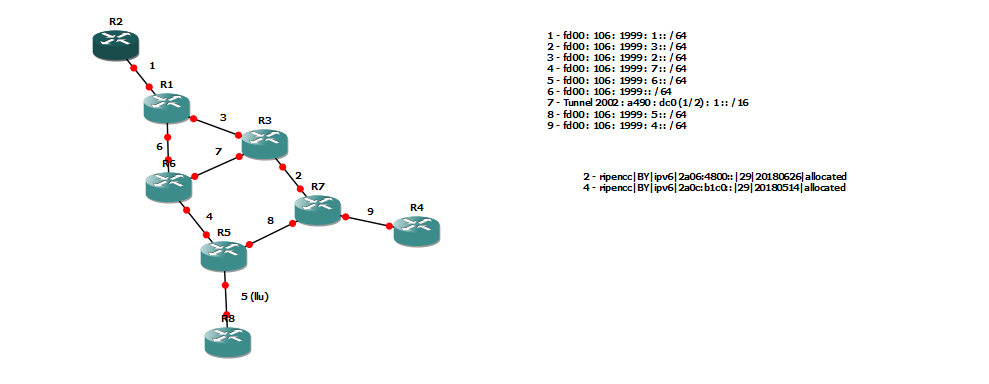 R2
1
R1
3
R3
6
7
2
R6
R7
4
9
R4
8
R5
5 (llu)
R8
1 - fd00: 106: 1999: 1:: / 64
2 - fd00: 106: 1999: 3:: / 64
3 - fd00: 106: 1999: 2:: / 64
4 - fd00: 106: 1999: 7:: / 64
5 - fd00: 106: 1999: 6:: / 64
6 - fd00: 106: 1999:: / 64
7 - Tunnel 2002: a490: dc0 (1/2): 1:: / 16
8 - fd00: 106: 1999: 5:: / 64
9 - fd00: 106: 1999: 4:: / 64
2 - ripencc|BY|ipv6|2a06:4800::|29|20180626|allocated
4 - ripencc|BY|ipv6|2a0c:b1c0::|29|20180514|allocated